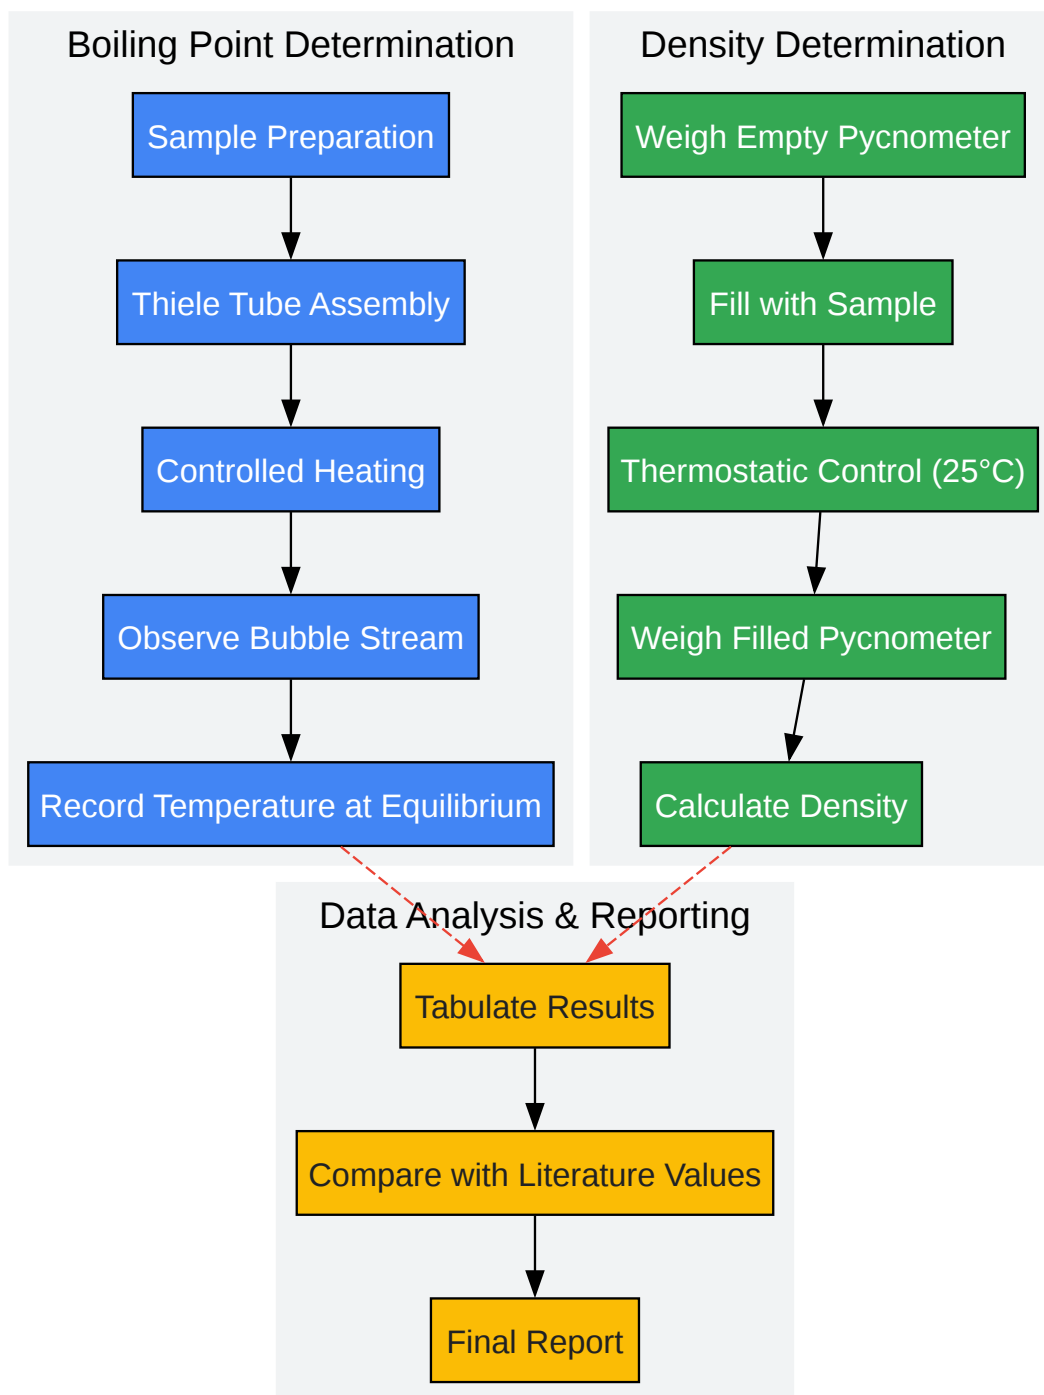 Boiling Point Determination
Sample Preparation
Thiele Tube Assembly
Controlled Heating
Observe Bubble Stream
Record Temperature at Equilibrium
Density Determination
Weigh Empty Pycnometer
Fill with Sample
Thermostatic Control (25°C)
Weigh Filled Pycnometer
Calculate Density
Data Analysis & Reporting
Tabulate Results
Compare with Literature Values
Final Report